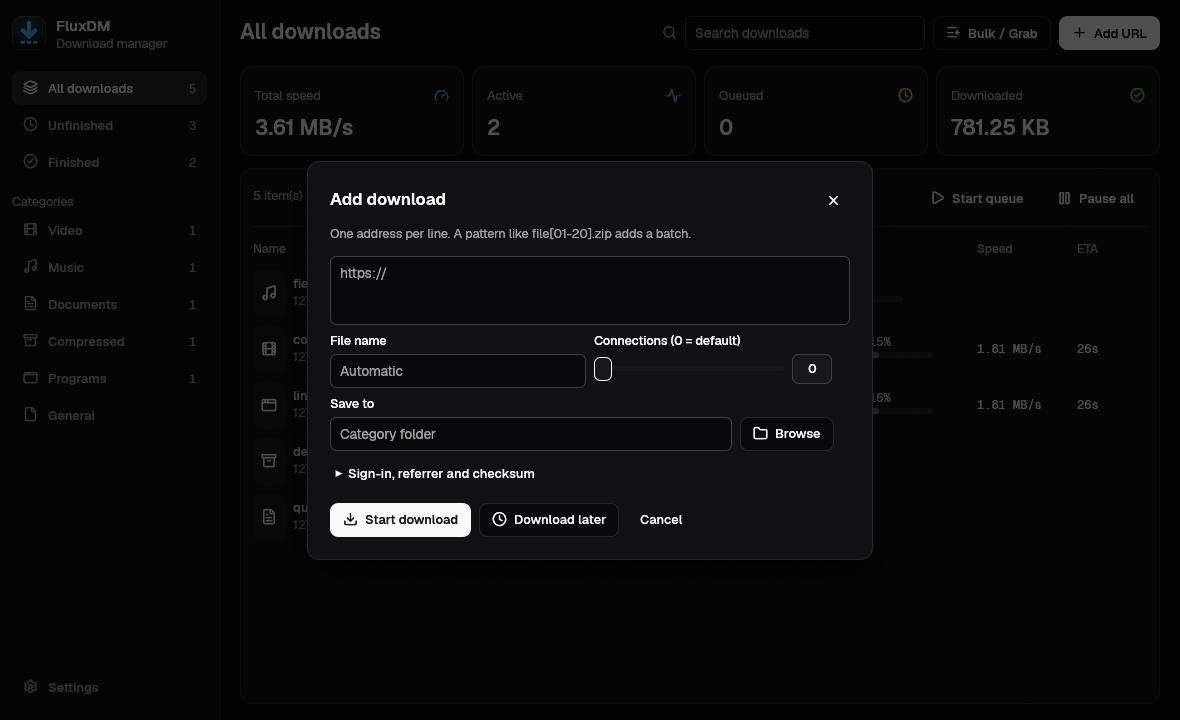 FluxDM
Download manager
All downloads 5
Unfinished 3
Finished 2
Categories
Video 1
Music 1
Documents 1
Compressed 1
Programs 1
General
Settings
All downloads
Search downloads
Bulk / Grab
Add URL
Total speed
3.61 MB/s
Active
2
Queued
0
Downloaded
781.25 KB
5 item(s)
Start queue
Pause all
Name
Speed
ETA
1.81 MB/s 26s
1.81 MB/s 26s
Add download
One address per line. A pattern like file[01-20].zip adds a batch.
https://
File name
Connections (0 = default)
Automatic
0
Save to
Category folder
Browse
Sign-in, referrer and checksum
Start download
Download later
Cancel